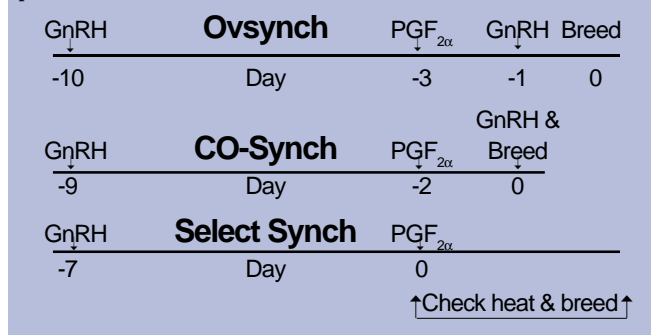 GnRH Ovsynch PGF2α GnRH Breed
-10 Day -3 -1 0
GnRH &
GnRH CO-Synch PGF2α Breed
-9 Day -2 0
GnRH Select Synch PGF2α
-7 Day 0
↑Check heat & breed↑